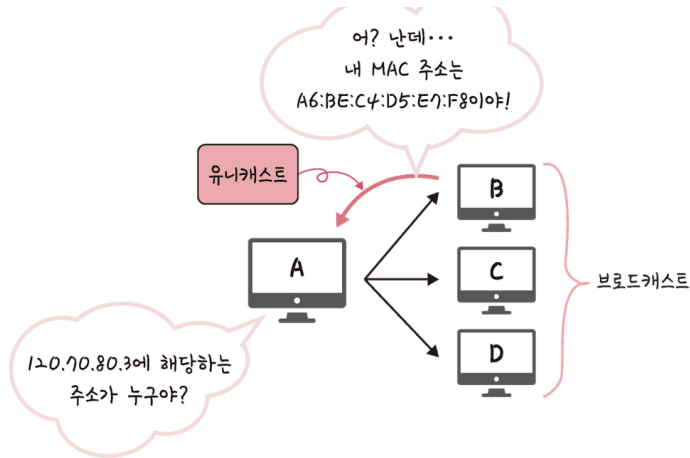 어? 난데···
내 MAC 주소는
A6:BE:C4:D5:E7:F8이야!
유니캐스트
B
A
C
브로드캐스트
D
120.70.80.3에 해당하는
주소가 누구야?